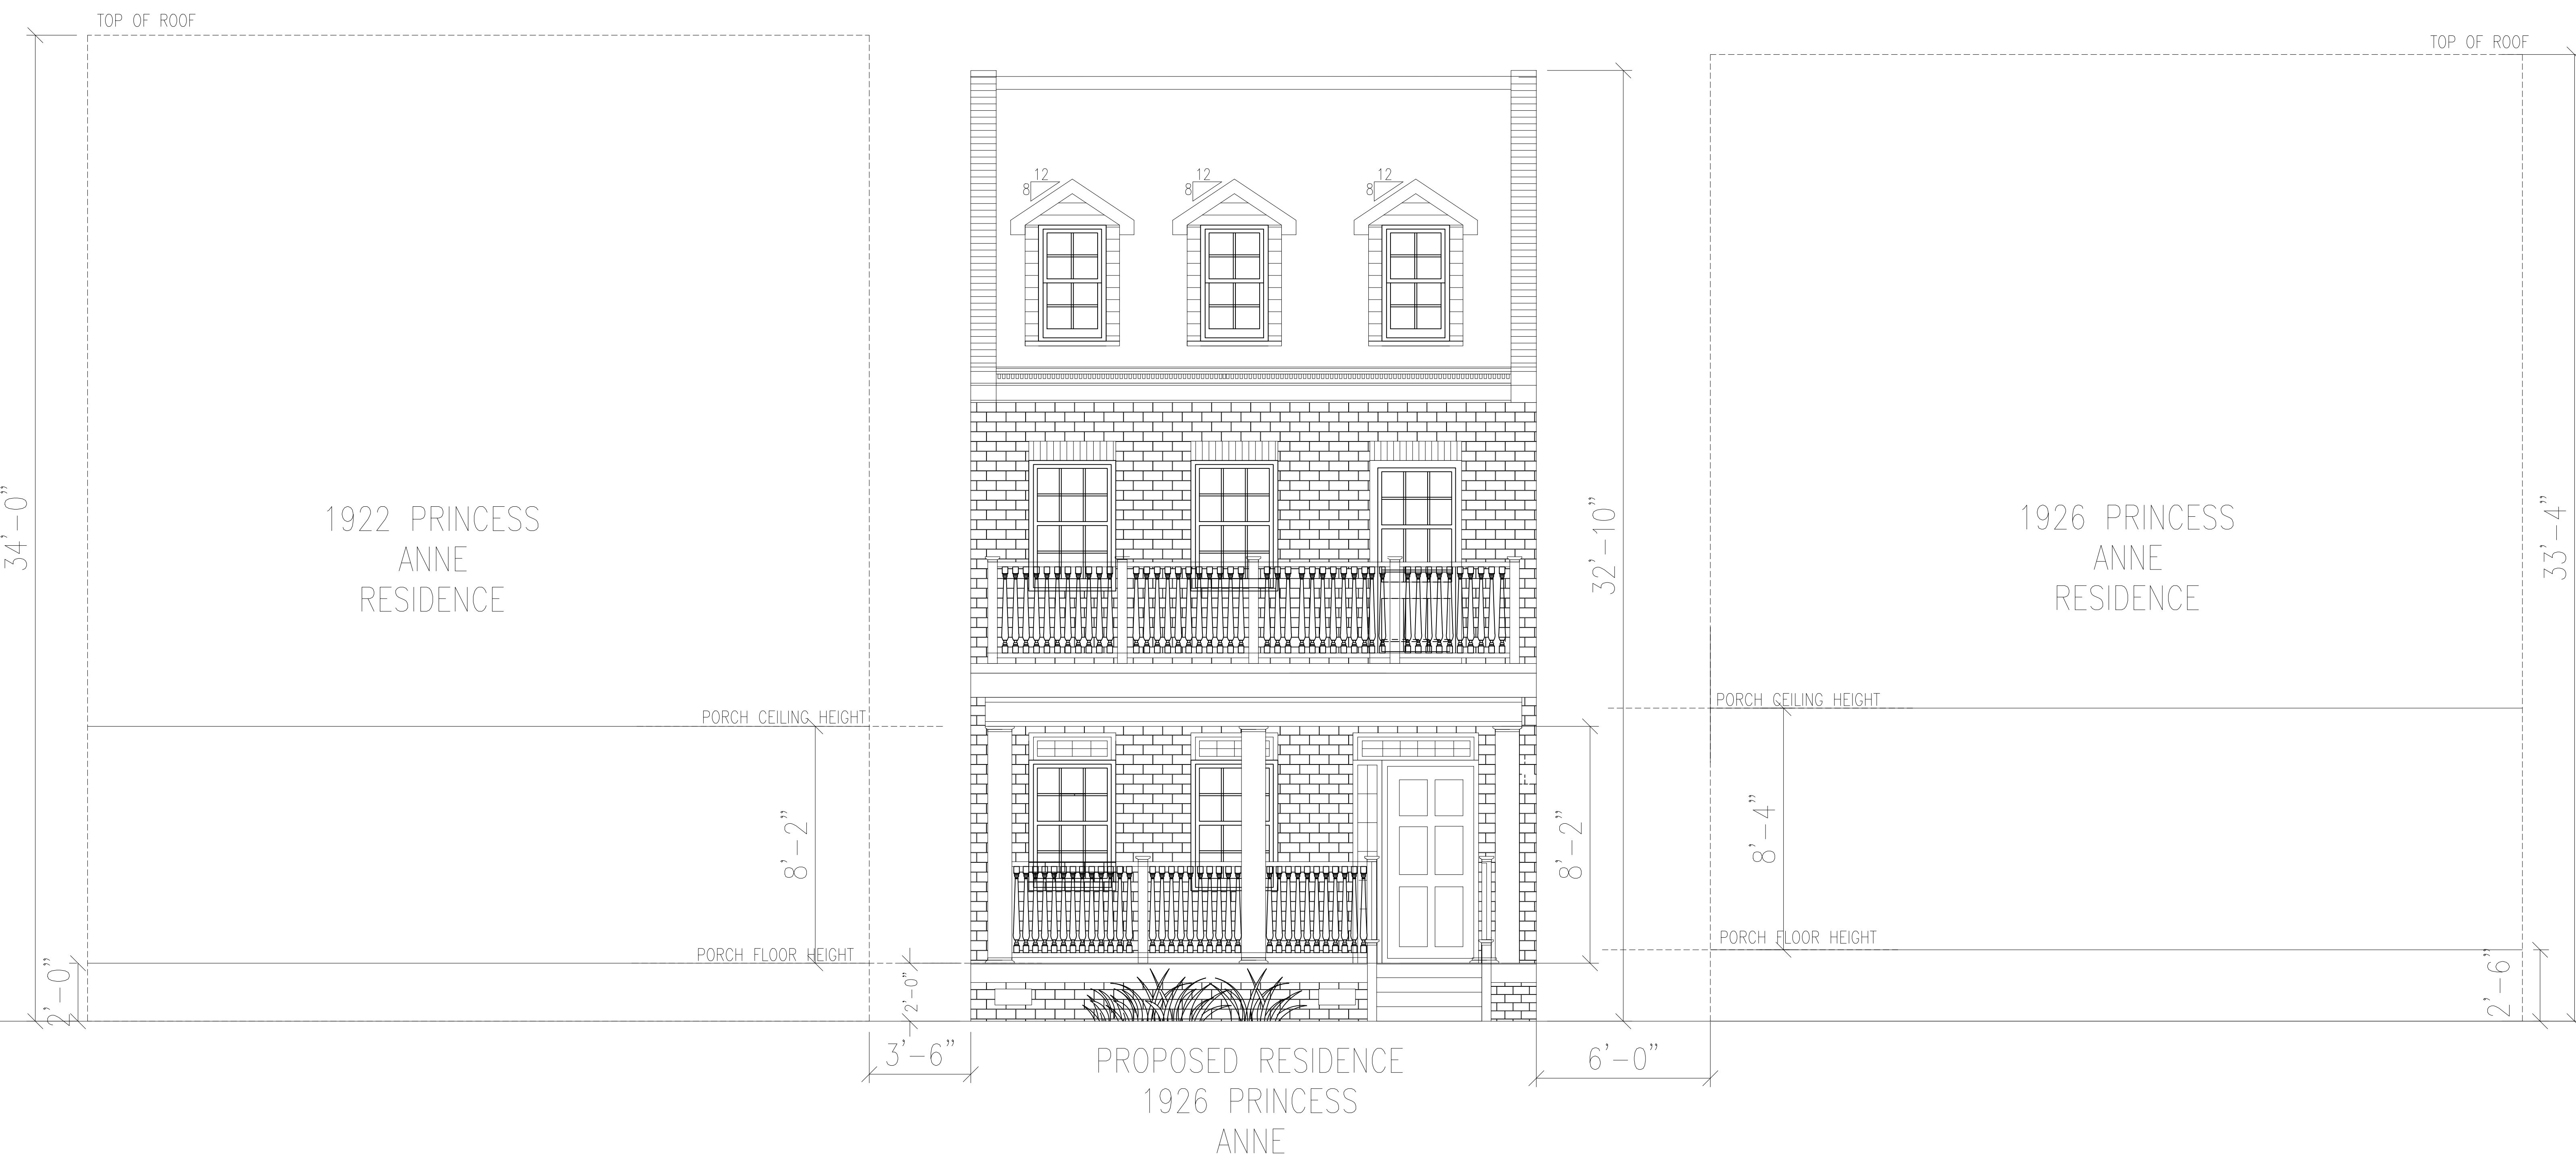 TOP OF ROOF
TOP OF ROOF
12
8
12
8
12
8
34'-0"
1922 PRINCESS
ANNE
RESIDENCE
32'-10"
1926 PRINCESS
ANNE
RESIDENCE
33'-4"
PORCH CEILING HEIGHT
PORCH CEILING HEIGHT
8'-2"
8'-2"
8'-4"
PORCH FLOOR HEIGHT
PORCH FLOOR HEIGHT
2'-0"
2'-0"
2'-6"
3'-6"
6'-0"
PROPOSED RESIDENCE
1926 PRINCESS
ANNE